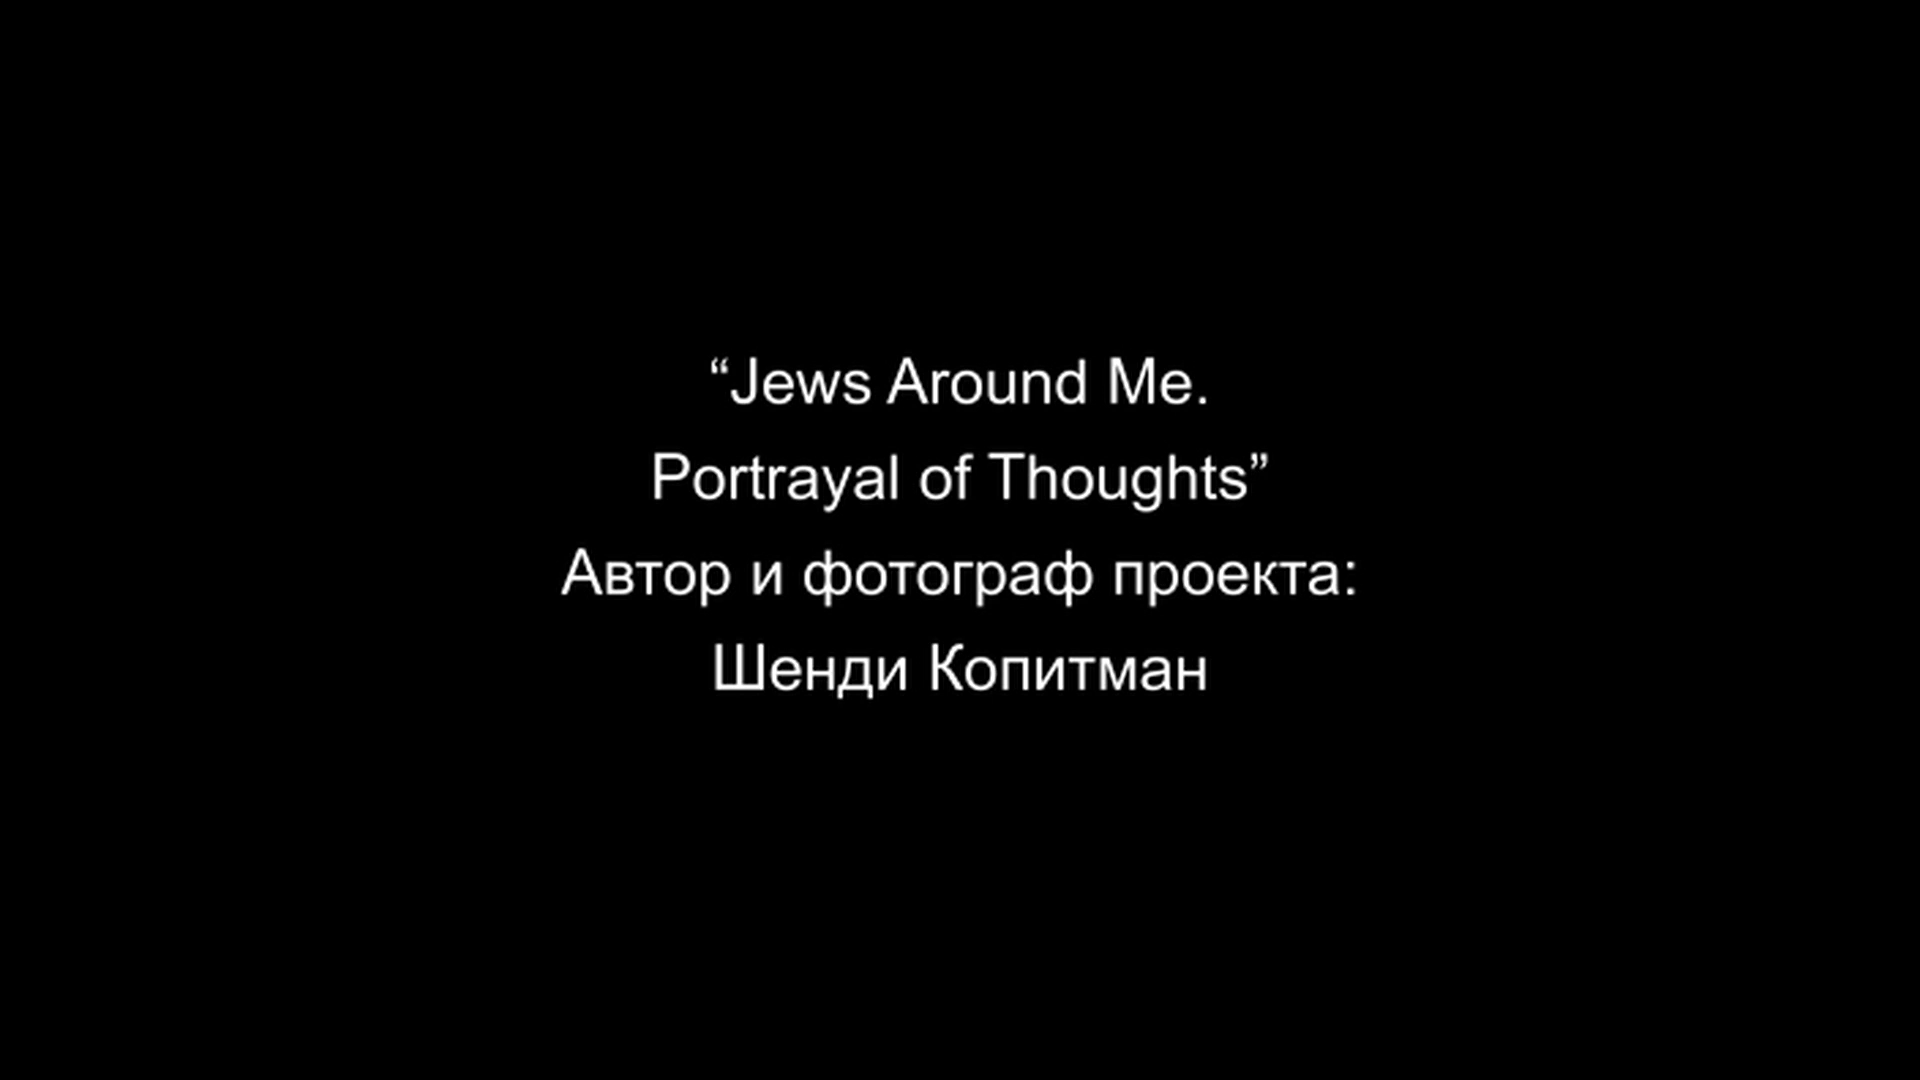 “Jews Around Me.
Portrayal of Thoughts”
Автор и фотограф проекта:
Шенди Копитман